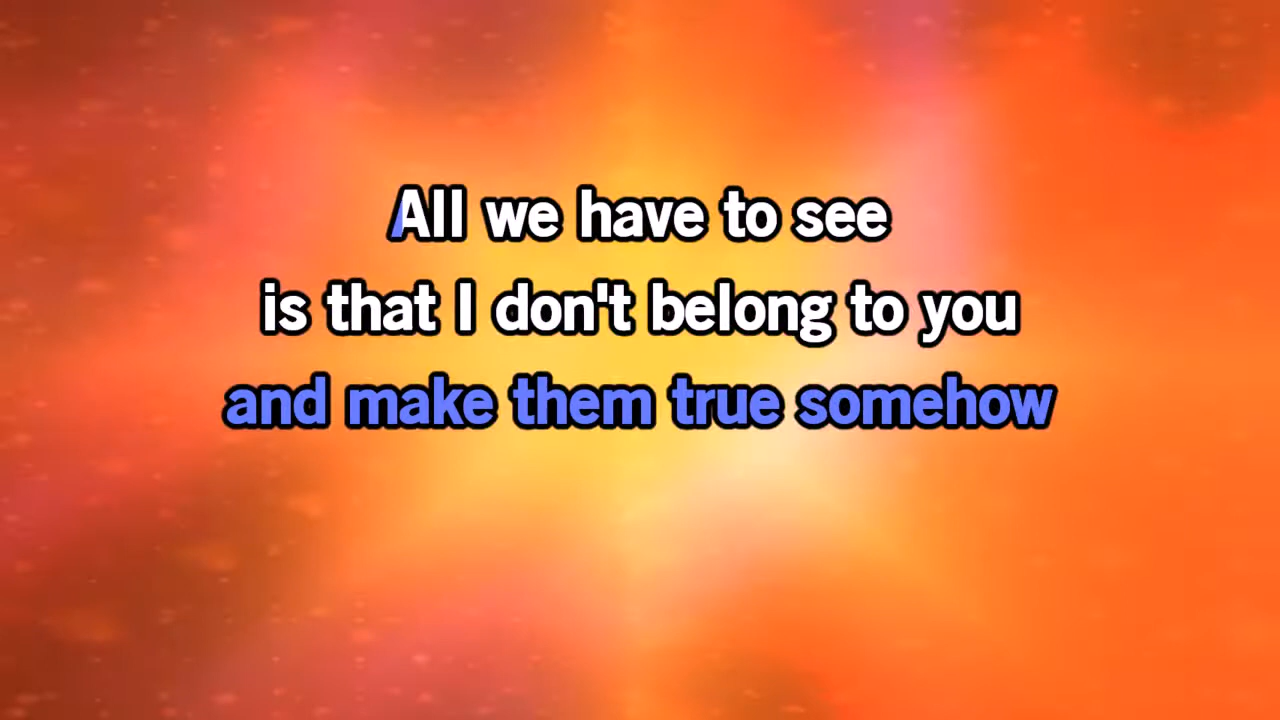 All we have to see
is that I don't belong to you
and make them true somehow